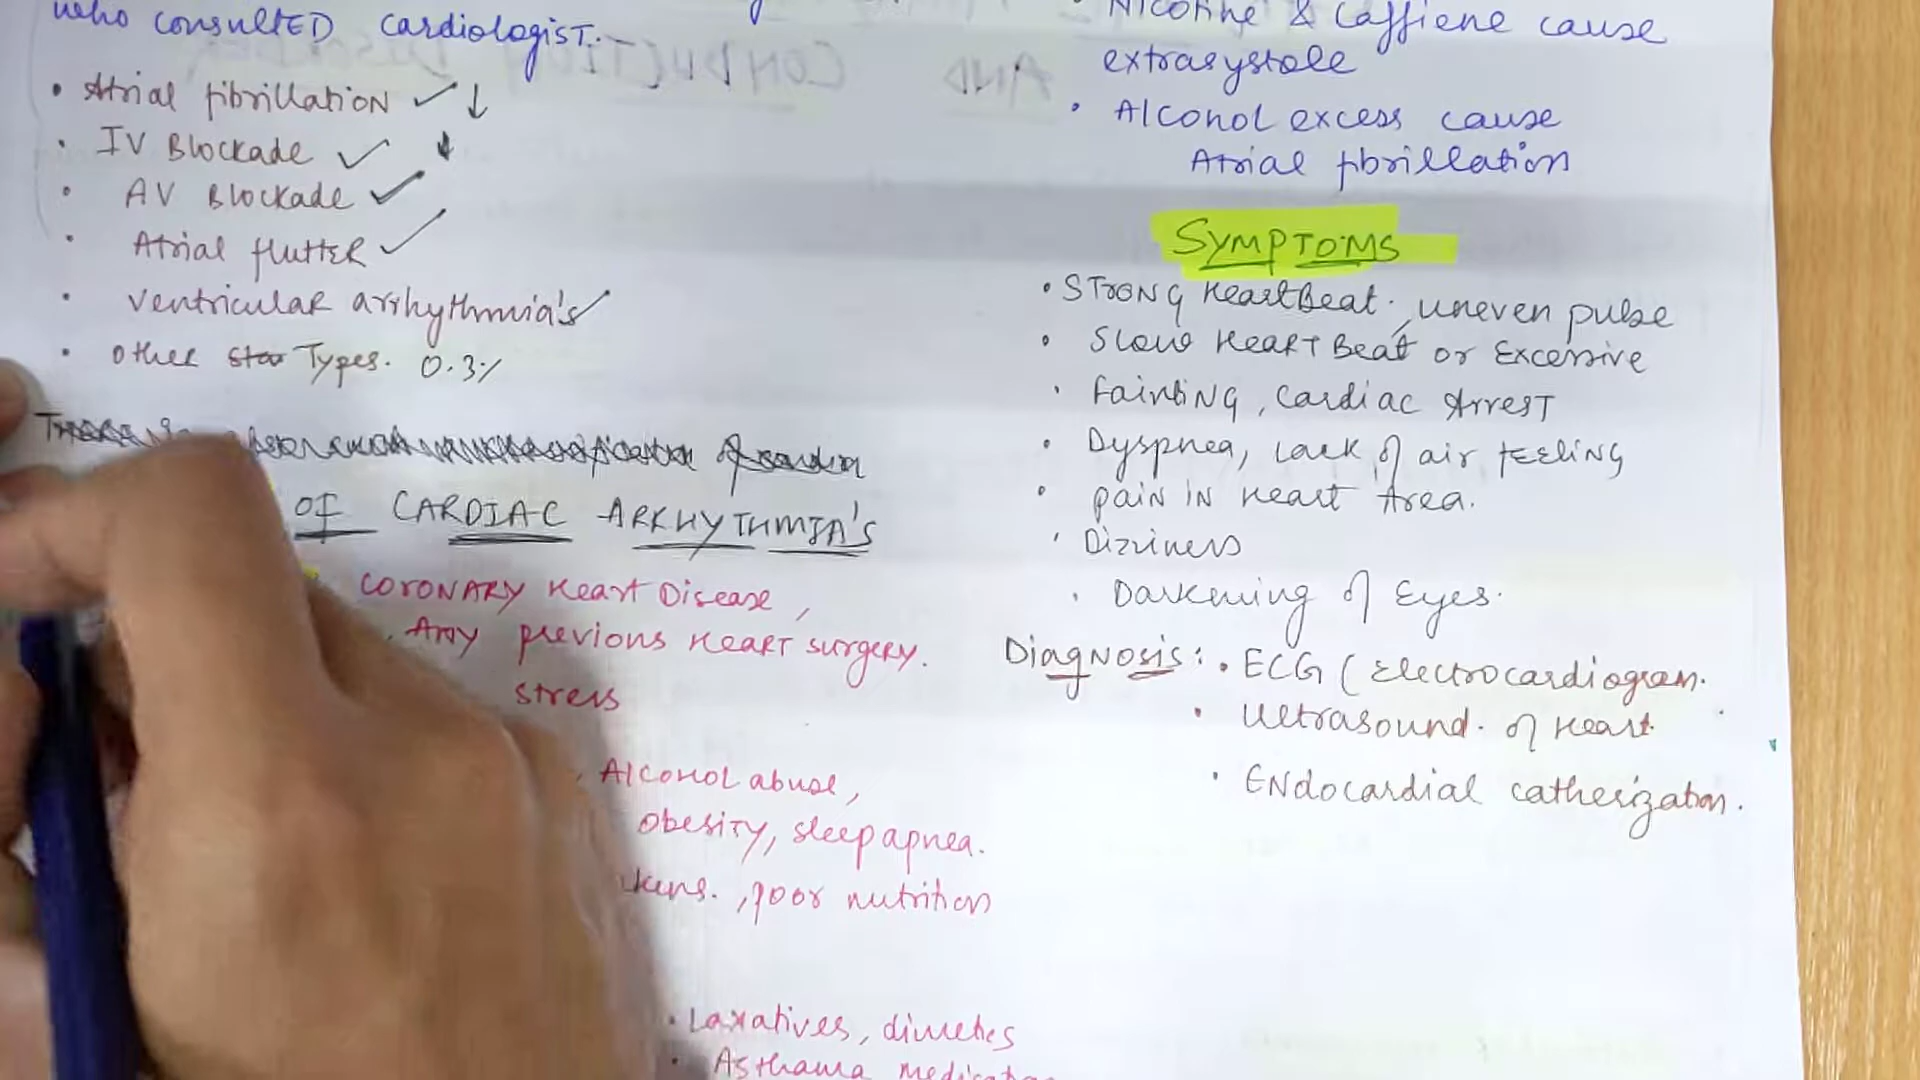 who consulTED cardiologist.
• Atrial fibrillation ✓ ↓
• IV Blockade ✓ ↓
• AV Blockade ✓
• Atrial flutter ✓
• ventricular arrhythmia's ✓
• other Types. 0.3%
OF CARDIAC ARRHYTHMIA'S
CORONARY Heart Disease,
Any previous Heart surgery.
stress
Alcohol abuse,
obesity, sleep apnea.
, poor nutrition
• Laxatives, diuretics
• Asthama
• Nicotine & Caffiene cause
extrasystole
• Alcohol excess cause
Atrial fibrillation
SYMPTOMS
• STRONG HeartBeat, uneven pulse
• Slow Heart Beat or Excessive
• Fainting, Cardiac Arrest
• Dyspnea, lack of air feeling
• pain in Heart Area.
• Dizziness
• Darkening of Eyes.
Diagnosis: • ECG (Electrocardiogram.
• Ultrasound. of Heart
• Endocardial catherization.